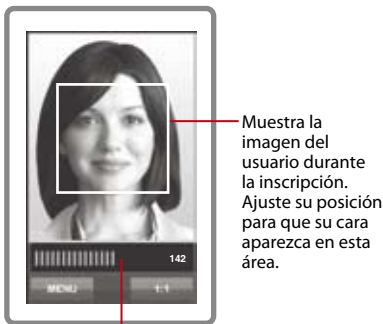 Muestra la
imagen del
usuario durante
la inscripción.
Ajuste su posición
para que su cara
aparezca en esta
área.
142
MENU
1:1